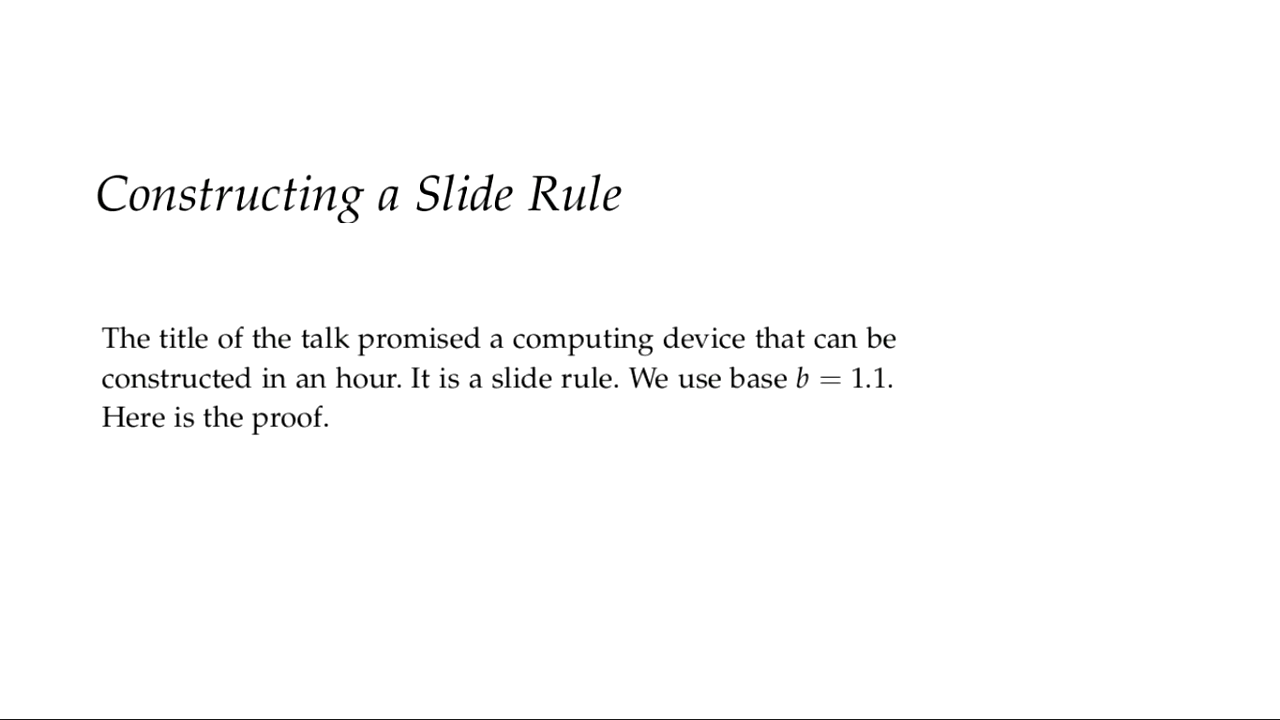 Constructing a Slide Rule
The title of the talk promised a computing device that can be
constructed in an hour. It is a slide rule. We use base b = 1.1.
Here is the proof.